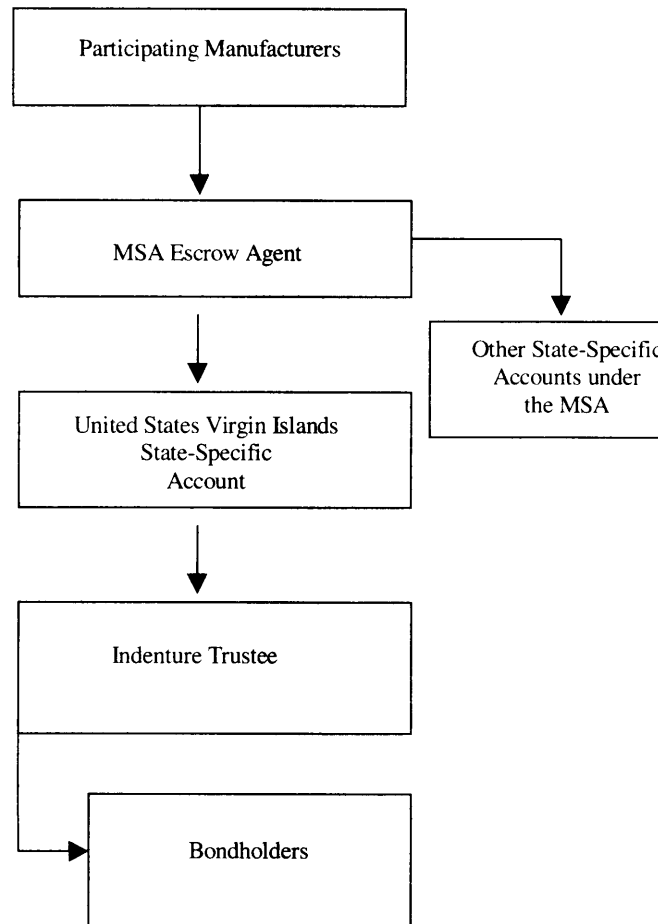 Participating Manufacturers
MSA Escrow Agent
Other State-Specific
Accounts under
the MSA
United States Virgin Islands
State-Specific
Account
Indenture Trustee
Bondholders